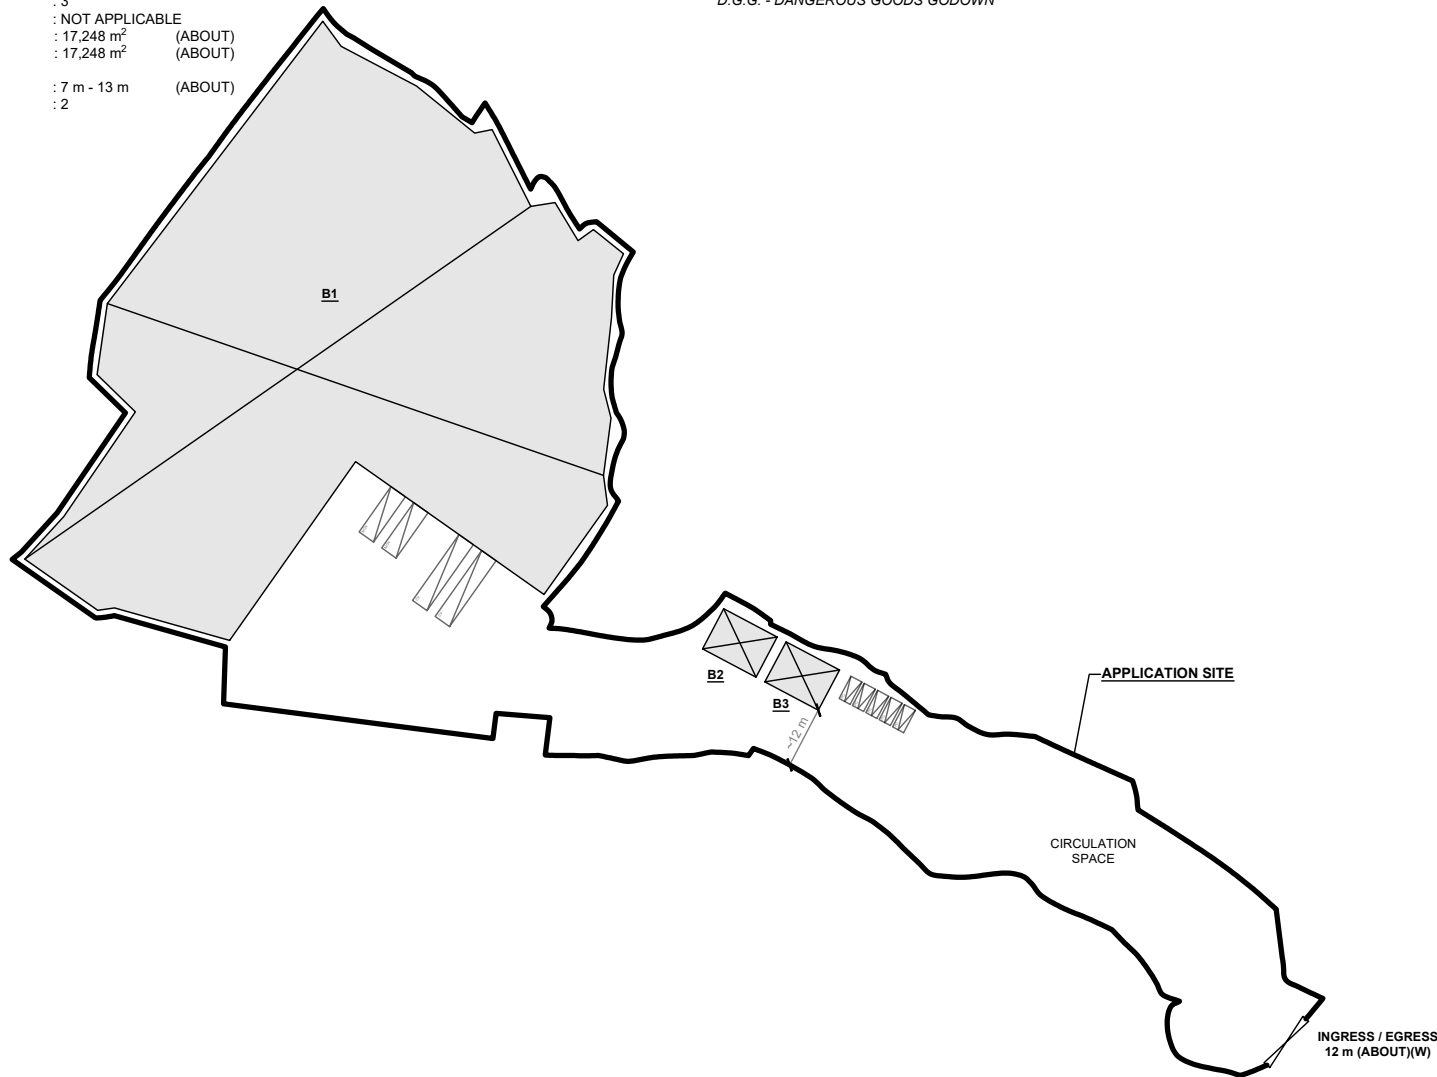 : 3
: NOT APPLICABLE
: 17,248 m² (ABOUT)
: 17,248 m² (ABOUT)
: 7 m - 13 m (ABOUT)
: 2
D.G.G. - DANGEROUS GOODS GODOWN
B1
B2
B3
~12 m
APPLICATION SITE
CIRCULATION
SPACE
INGRESS / EGRESS
12 m (ABOUT)(W)